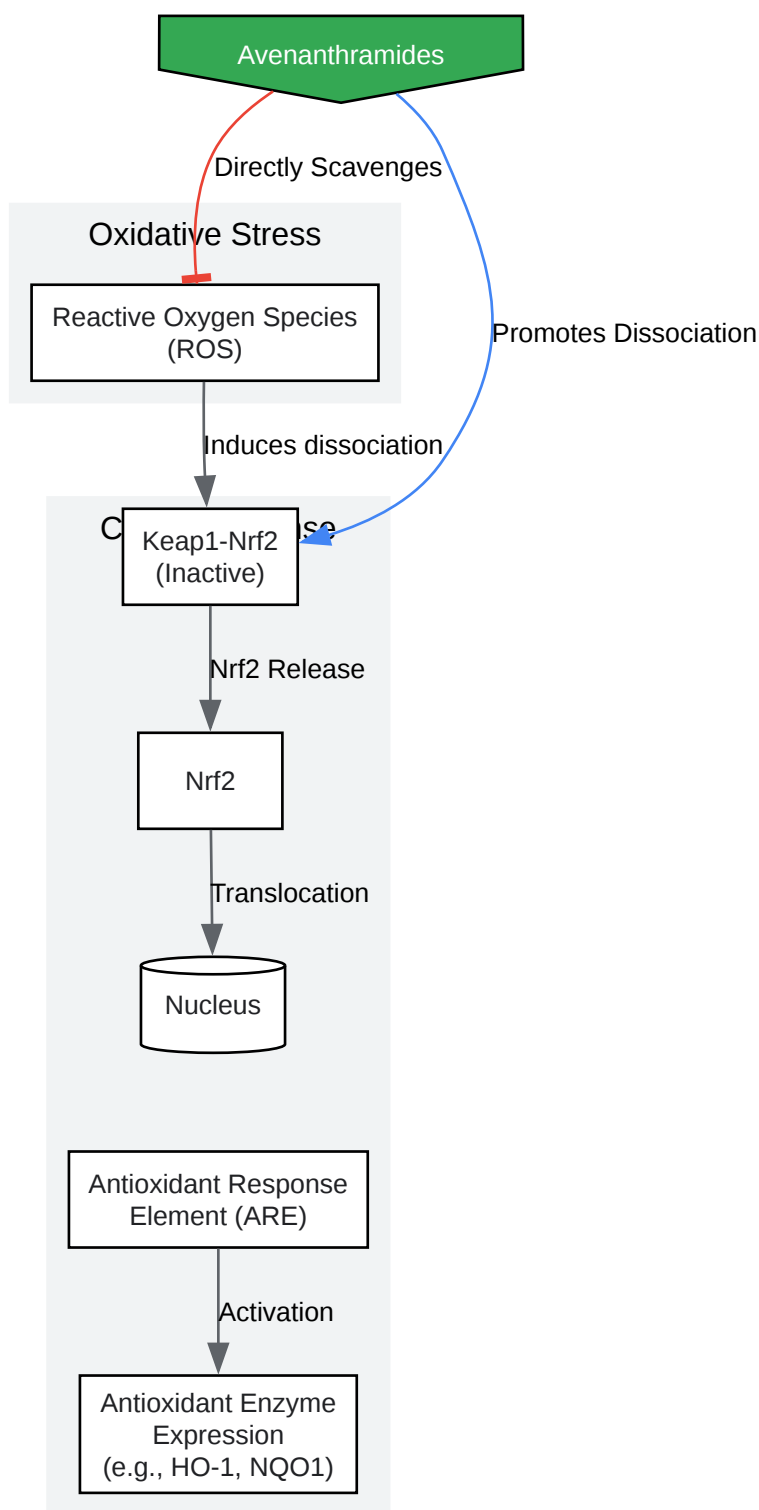 Avenanthramides
Directly Scavenges
Oxidative Stress
Reactive Oxygen Species
(ROS)
Promotes Dissociation
Induces dissociation
Keap1-Nrf2
(Inactive)
Nrf2 Release
Nrf2
Translocation
Nucleus
Antioxidant Response
Element (ARE)
Activation
Antioxidant Enzyme
Expression
(e.g., HO-1, NQO1)